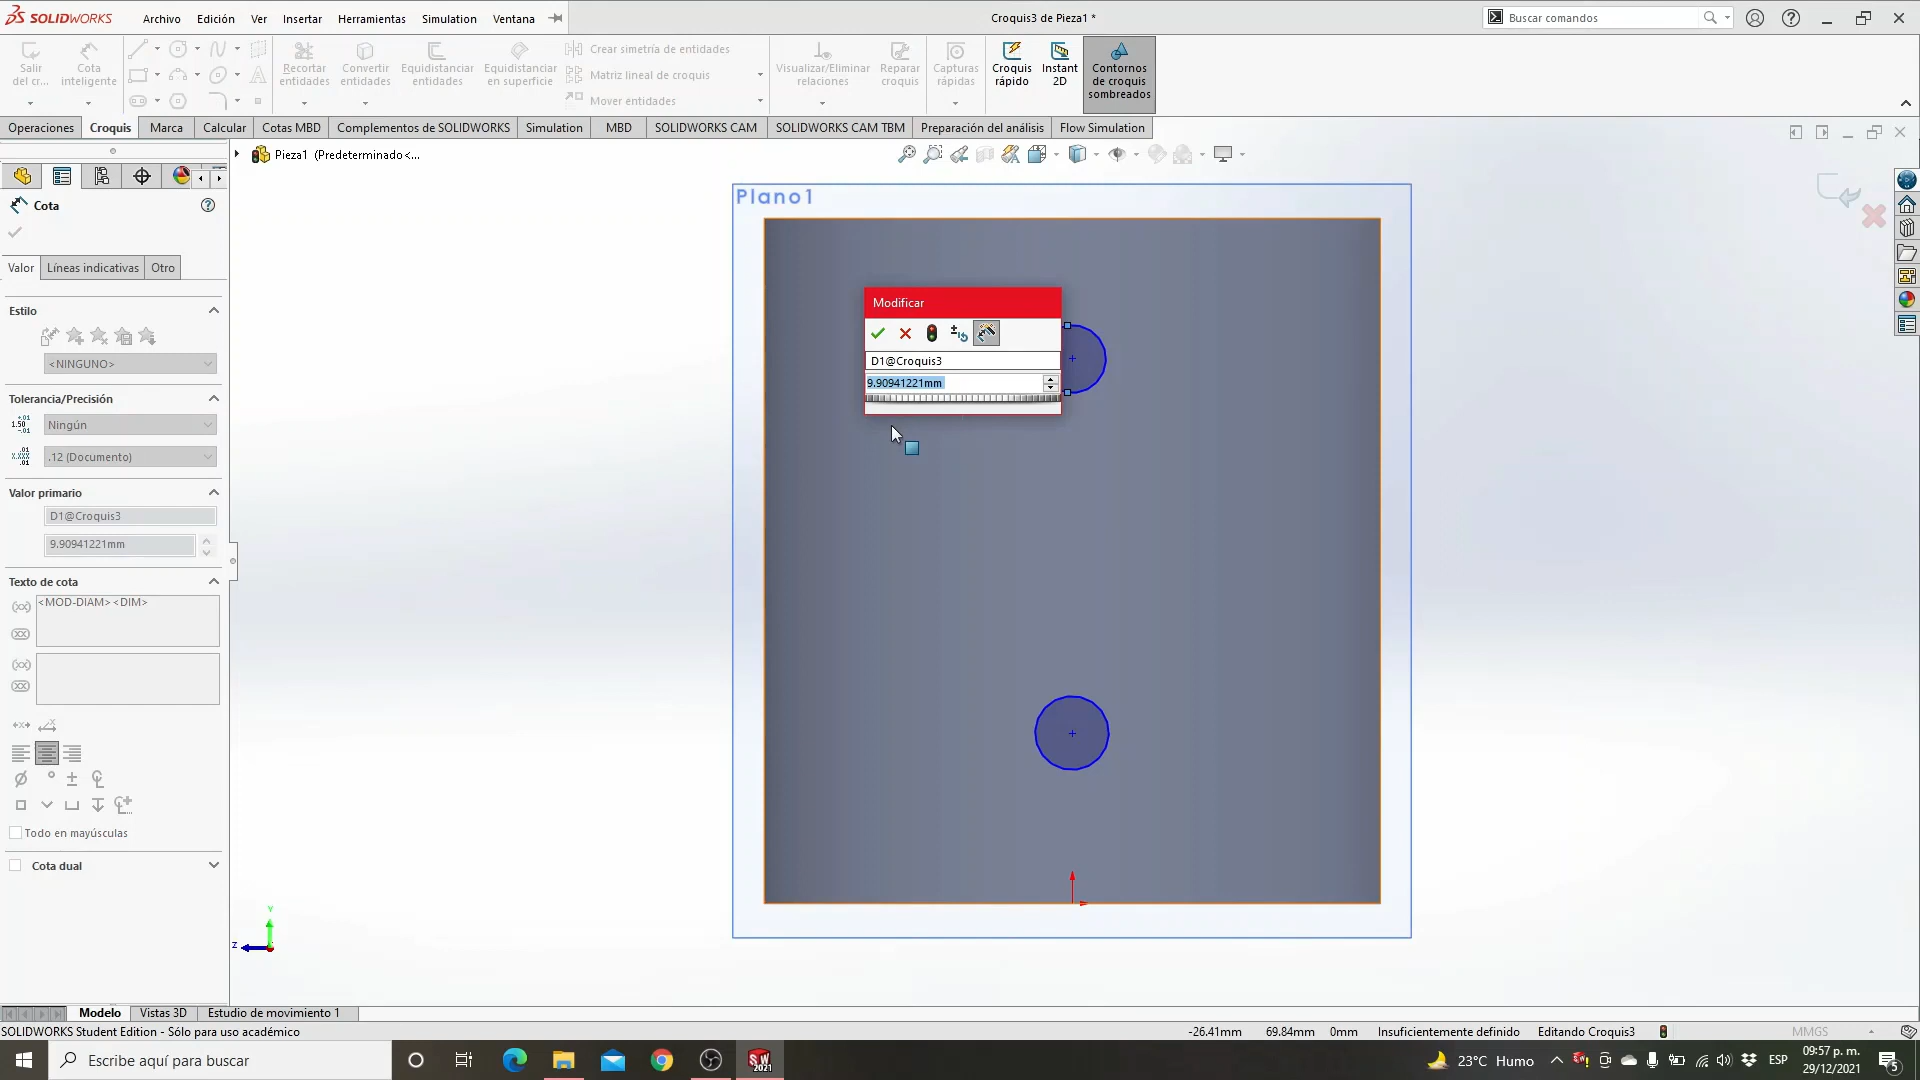 SOLIDWORKS Archivo Edición Ver Insertar Herramientas Simulation Ventana Croquis3 de Pieza1 * Buscar comandos
Salir del cr...
Cota inteligente
Recortar entidades
Convertir entidades
Equidistanciar entidades
Equidistanciar en superficie
Crear simetría de entidades
Matriz lineal de croquis
Mover entidades
Visualizar/Eliminar relaciones
Reparar croquis
Capturas rápidas
Croquis rápido
Instant 2D
Contornos de croquis sombreados
Operaciones Croquis Marca Calcular Cotas MBD Complementos de SOLIDWORKS Simulation MBD SOLIDWORKS CAM SOLIDWORKS CAM TBM Preparación del análisis Flow Simulation
Pieza1 (Predeterminado<...
Cota
Valor Líneas indicativas Otro
Estilo
<NINGUNO>
Tolerancia/Precisión
Ningún
.12 (Documento)
Valor primario
D1@Croquis3
9.90941221mm
Texto de cota
<MOD-DIAM><DIM>
Todo en mayúsculas
Cota dual
Plano1
Modificar
D1@Croquis3
9.90941221mm
Y
Z
Modelo Vistas 3D Estudio de movimiento 1
SOLIDWORKS Student Edition - Sólo para uso académico -26.41mm 69.84mm 0mm Insuficientemente definido Editando Croquis3 MMGS
Escribe aquí para buscar 23°C Humo ESP 09:57 p. m.
29/12/2021
5